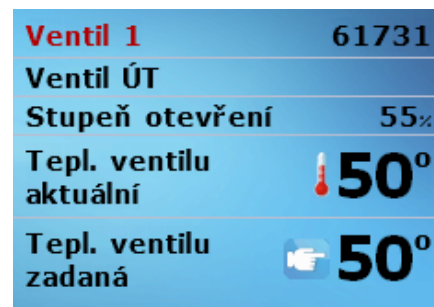 Ventil 1 61731
Ventil ÚT
Stupeň otevření 55%
Tepl. ventilu
aktuální 50°
Tepl. ventilu
zadaná 50°